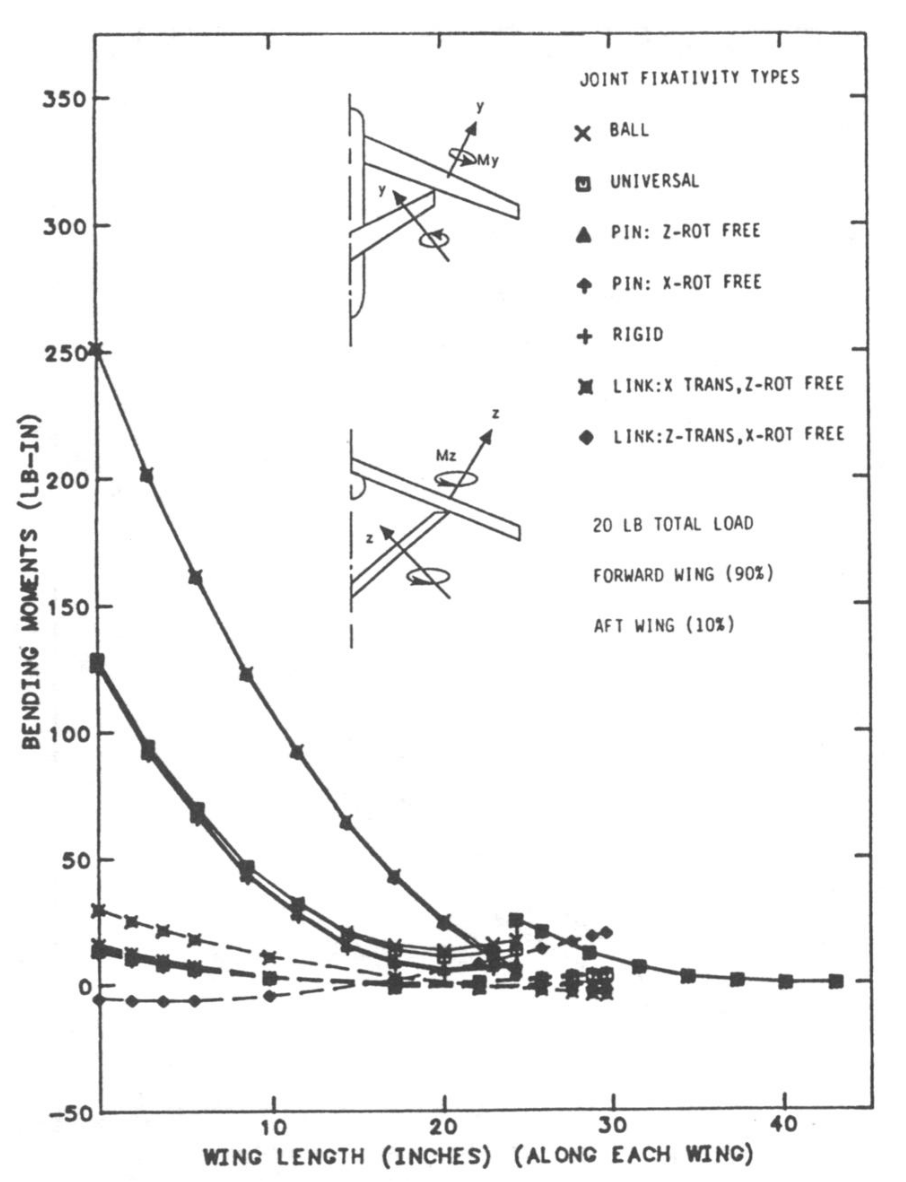 JOINT FIXATIVITY TYPES
BALL
UNIVERSAL
PIN: Z-ROT FREE
PIN: X-ROT FREE
RIGID
LINK:X TRANS,Z-ROT FREE
LINK:Z-TRANS,X-ROT FREE
20 LB TOTAL LOAD
FORWARD WING (90%)
AFT WING (10%)
y
My
y
z
Mz
z
BENDING MOMENTS (LB-IN)
350
300
250
200
150
100
50
0
-50
10
20
30
40
WING LENGTH (INCHES) (ALONG EACH WING)